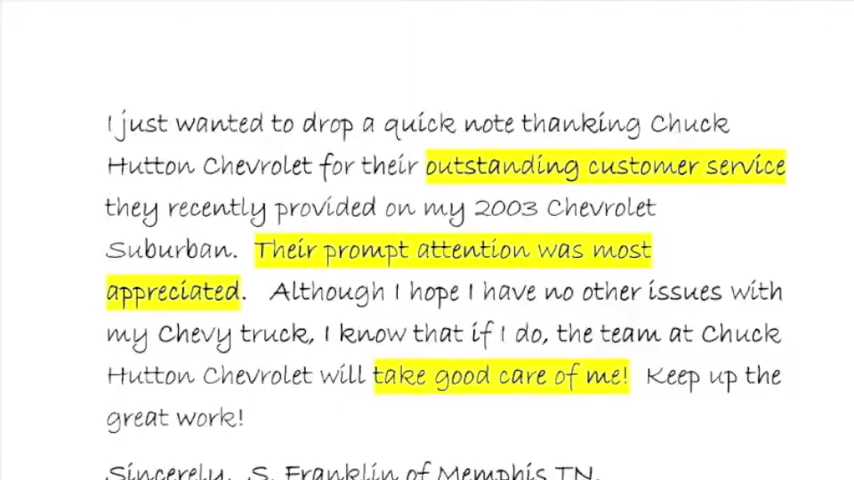 I just wanted to drop a quick note thanking Chuck
Hutton Chevrolet for their outstanding customer service
they recently provided on my 2003 Chevrolet
Suburban. Their prompt attention was most
appreciated. Although I hope I have no other issues with
my Chevy truck, I know that if I do, the team at Chuck
Hutton Chevrolet will take good care of me! Keep up the
great work!
Sincerely, S. Franklin of Memphis TN.